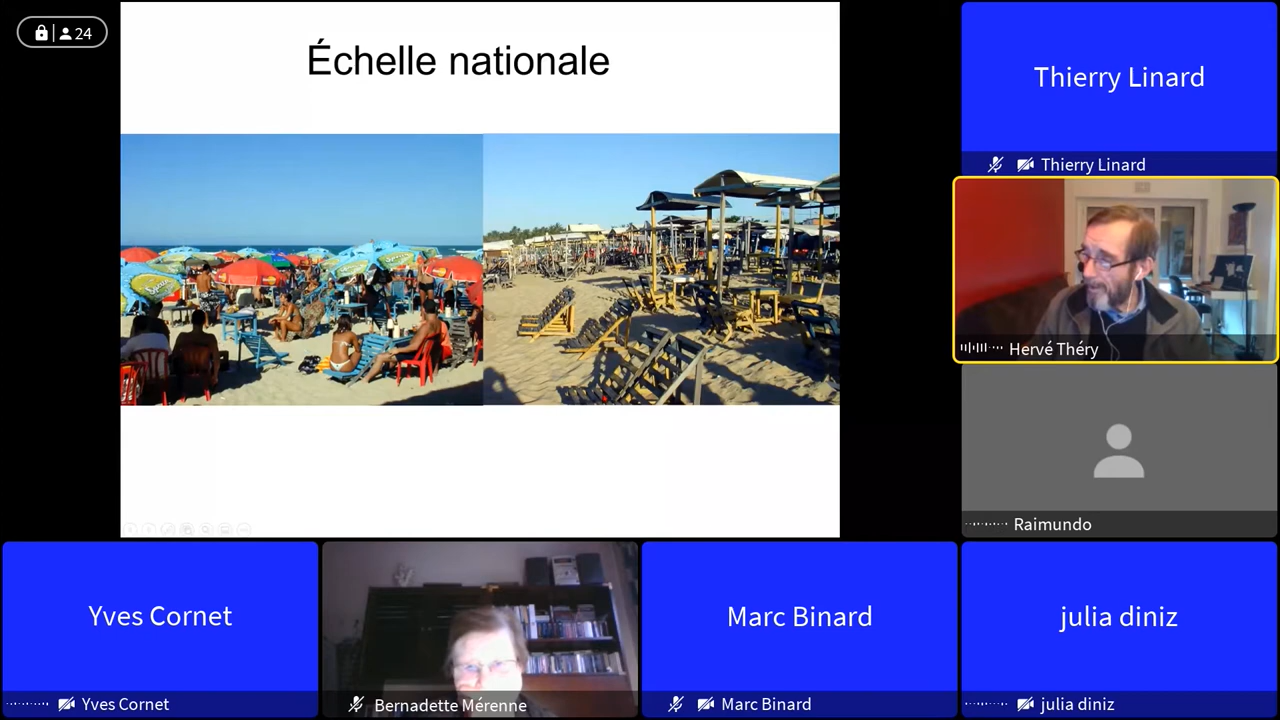 24
Échelle nationale
Thierry Linard
Thierry Linard
Hervé Théry
Raimundo
Yves Cornet
Yves Cornet
Bernadette Mérenne
Marc Binard
Marc Binard
julia diniz
julia diniz